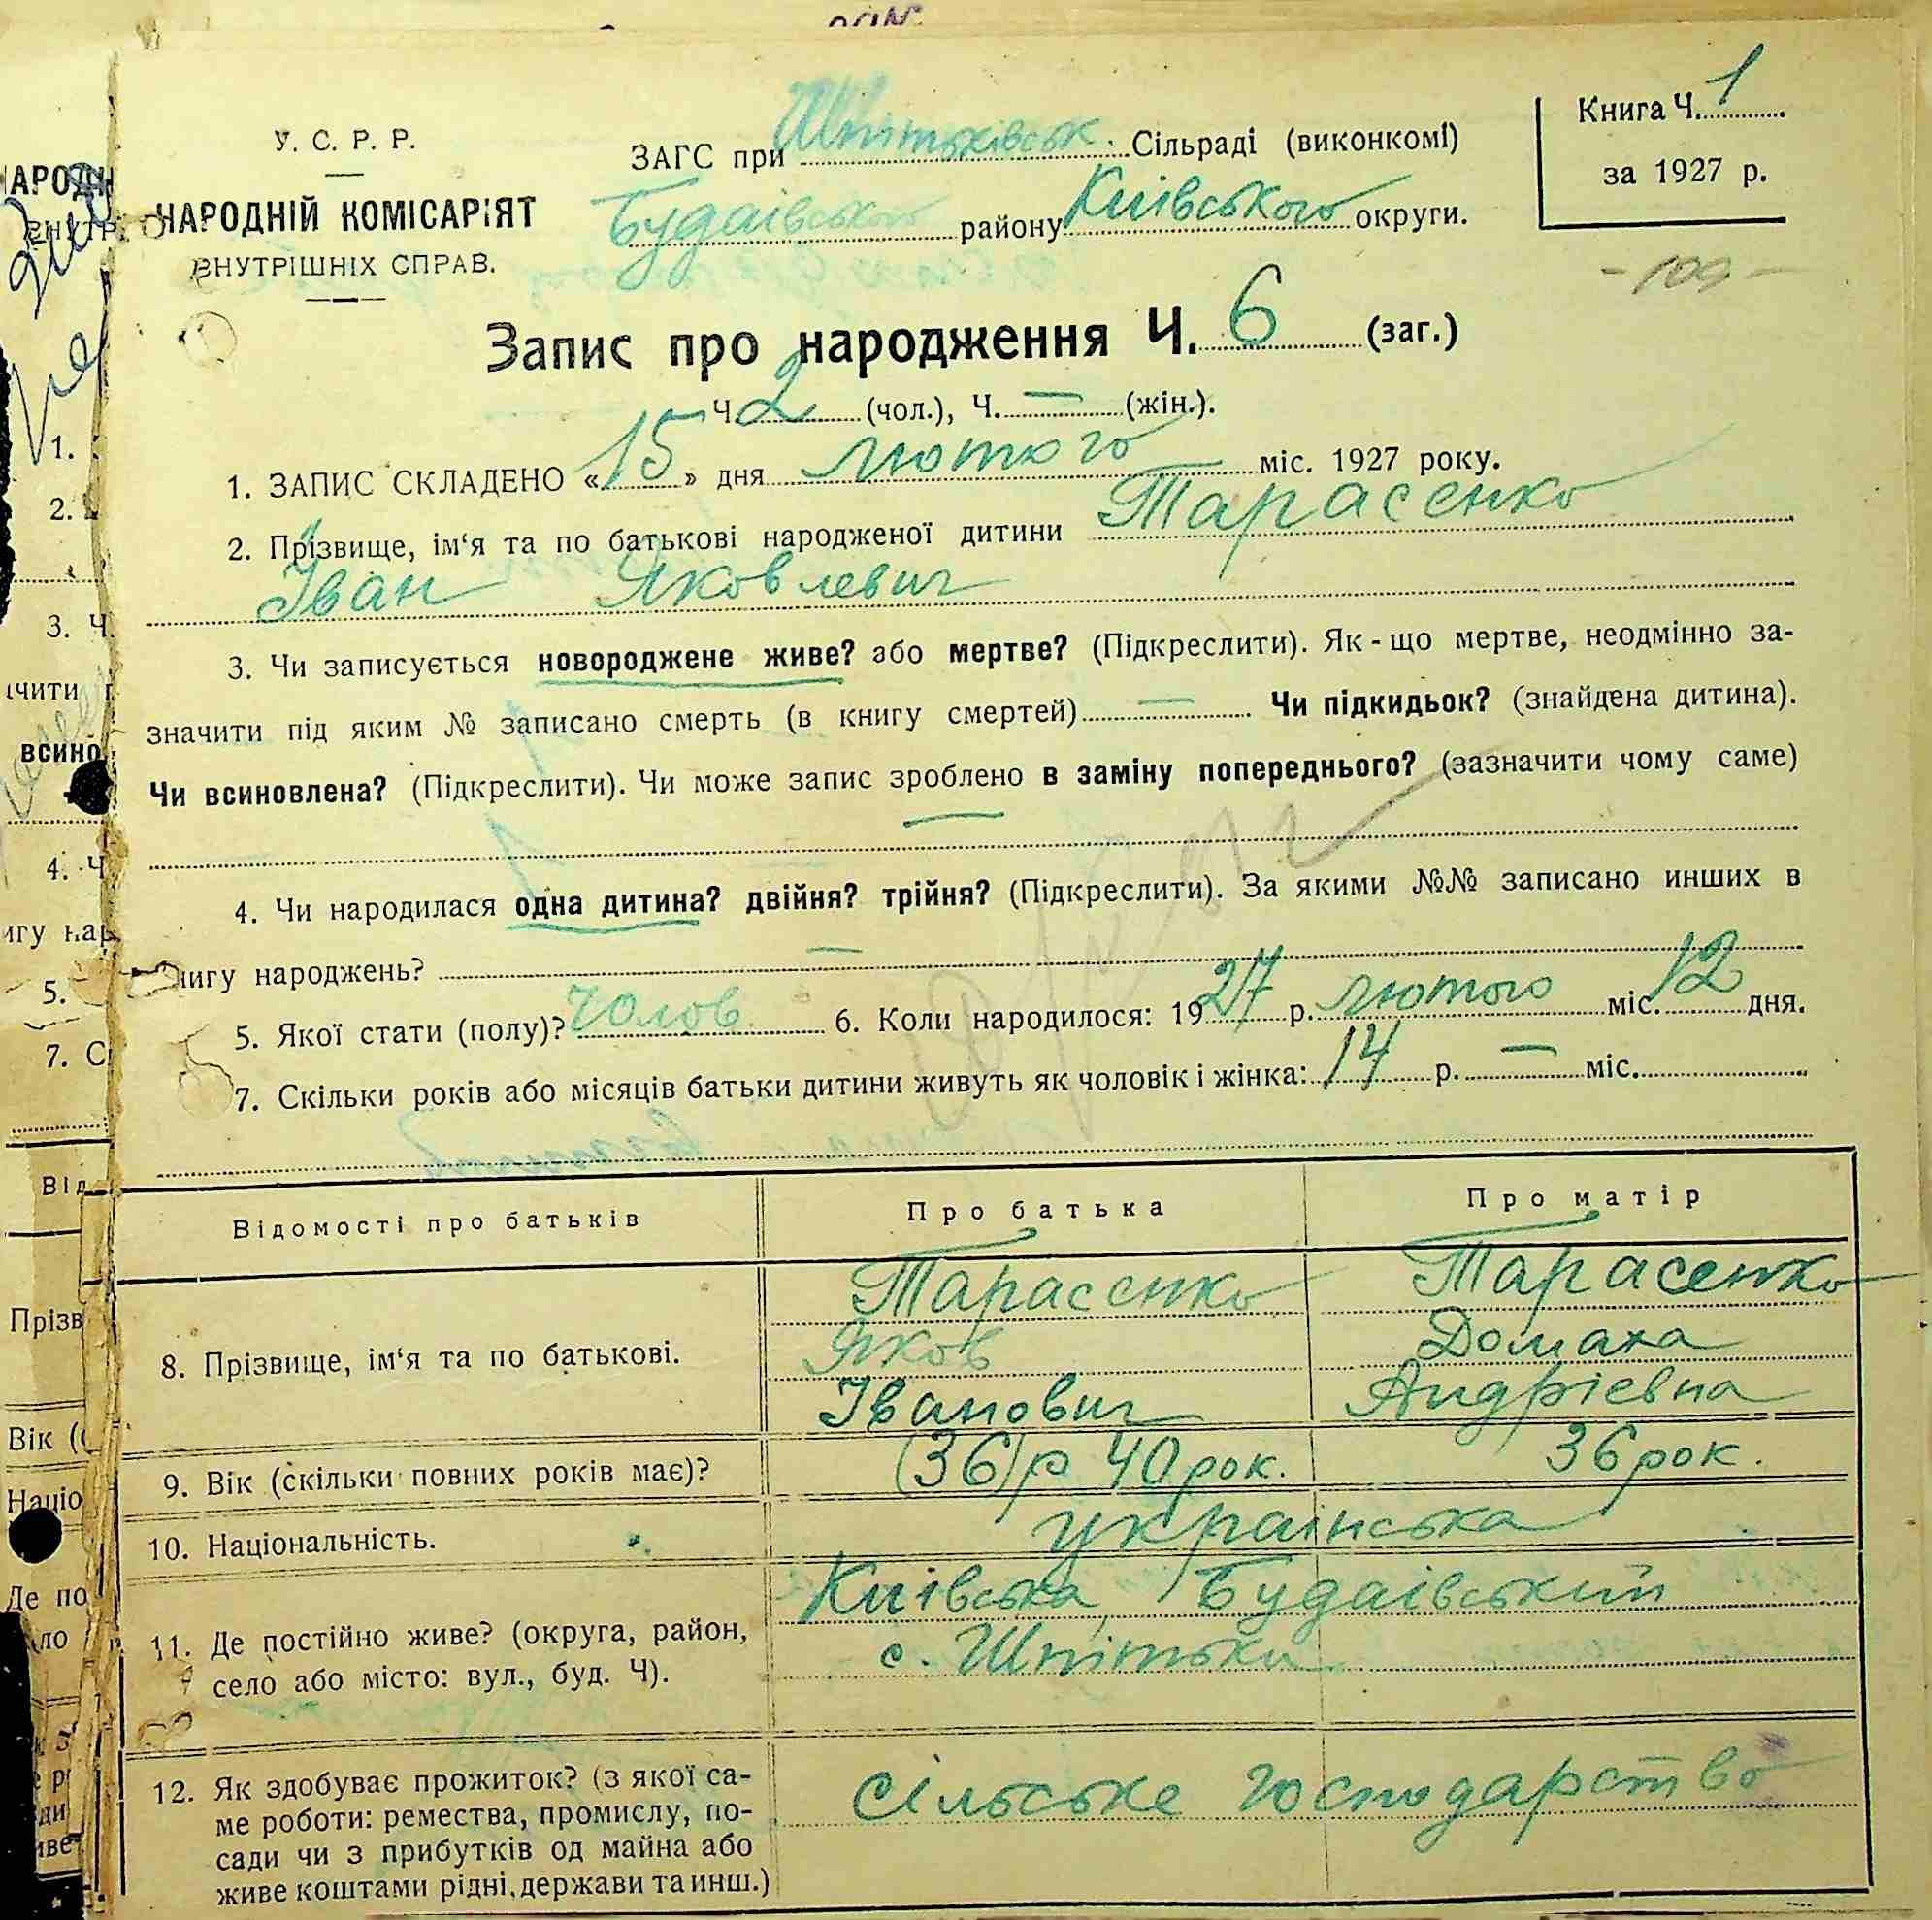 У. С. Р. Р.
НАРОДНІЙ КОМІСАРІЯТ
ВНУТРІШНІХ СПРАВ.
ЗАГС при Шпитьківськ. Сільраді (виконкомі)
Будаівського району Київського округи.
Книга Ч. 1
за 1927 р.
- 109 -
Запис про народження Ч. 6 (заг.)
Ч. 2 (чол.), Ч. — (жін.).
1. ЗАПИС СКЛАДЕНО «15» дня лютого міс. 1927 року.
2. Прізвище, ім‘я та по батькові народженої дитини Тарасенко
Іван Яковлевич
3. Чи записується новороджене живе? або мертве? (Підкреслити). Як-що мертве, неодмінно за-
значити під яким № записано смерть (в книгу смертей) — Чи підкидьок? (знайдена дитина).
Чи всиновлена? (Підкреслити). Чи може запис зроблено в заміну попереднього? (зазначити чому саме)
—
4. Чи народилася одна дитина? двійня? трійня? (Підкреслити). За якими №№ записано инших в
нигу народжень? —
5. Якої стати (полу)? Чолов. 6. Коли народилося: 1927 р. лютого міс. 12 дня.
7. Скільки років або місяців батьки дитини живуть як чоловік і жінка: 14 р. — міс.
Відомості про батьків Про батька Про матір
8. Прізвище, ім‘я та по батькові.
Тарасенко Тарасенко
Яков Домаха
Іванович Андріевна
9. Вік (скільки повних років має)? (36) р 40 рок. 36 рок.
10. Національність. українська
11. Де постійно живе? (округа, район,
село або місто: вул., буд. Ч).
Київська, Будаівський
с. Шпітьки
12. Як здобуває прожиток? (з якої са-
ме роботи: ремества, промислу, по-
сади чи з прибутків од майна або
живе коштами рідні, держави та инш.)
сільське господарство